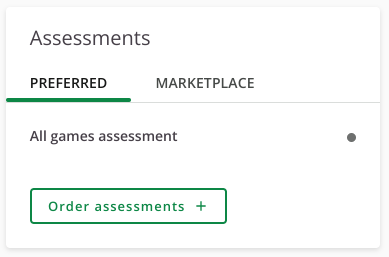 Assessments
PREFERRED MARKETPLACE
All games assessment
Order assessments +